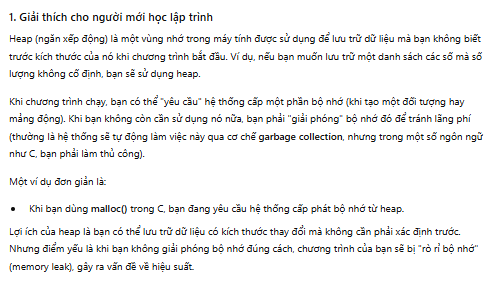 1. Giải thích cho người mới học lập trình
Heap (ngăn xếp động) là một vùng nhớ trong máy tính được sử dụng để lưu trữ dữ liệu mà bạn không biết
trước kích thước của nó khi chương trình bắt đầu. Ví dụ, nếu bạn muốn lưu trữ một danh sách các số mà số
lượng không cố định, bạn sẽ sử dụng heap.
Khi chương trình chạy, bạn có thể "yêu cầu" hệ thống cấp một phần bộ nhớ (khi tạo một đối tượng hay
mảng động). Khi bạn không còn cần sử dụng nó nữa, bạn phải "giải phóng" bộ nhớ đó để tránh lãng phí
(thường là hệ thống sẽ tự động làm việc này qua cơ chế garbage collection, nhưng trong một số ngôn ngữ
như C, bạn phải làm thủ công).
Một ví dụ đơn giản là:
• Khi bạn dùng malloc() trong C, bạn đang yêu cầu hệ thống cấp phát bộ nhớ từ heap.
Lợi ích của heap là bạn có thể lưu trữ dữ liệu có kích thước thay đổi mà không cần phải xác định trước.
Nhưng điểm yếu là khi bạn không giải phóng bộ nhớ đúng cách, chương trình của bạn sẽ bị "rò rỉ bộ nhớ"
(memory leak), gây ra vấn đề về hiệu suất.